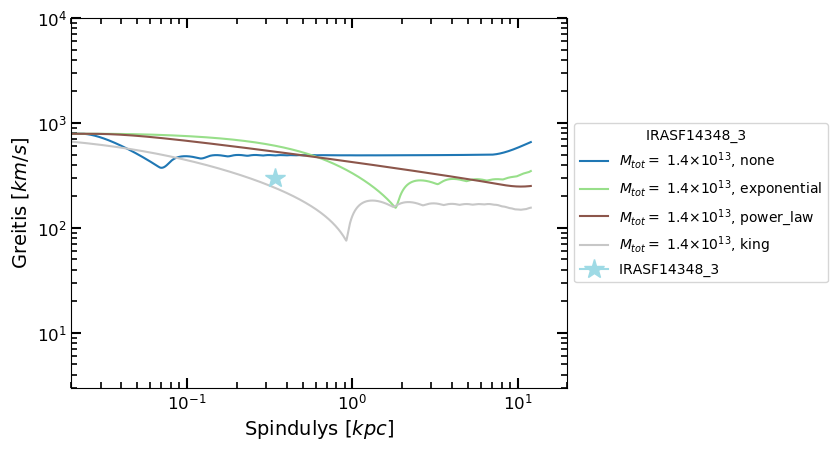 10⁴
10³
10²
10¹
Greitis [km/s]
10⁻¹
10⁰
10¹
Spindulys [kpc]
IRASF14348_3
M_tot = 1.4×10¹³, none
M_tot = 1.4×10¹³, exponential
M_tot = 1.4×10¹³, power_law
M_tot = 1.4×10¹³, king
IRASF14348_3